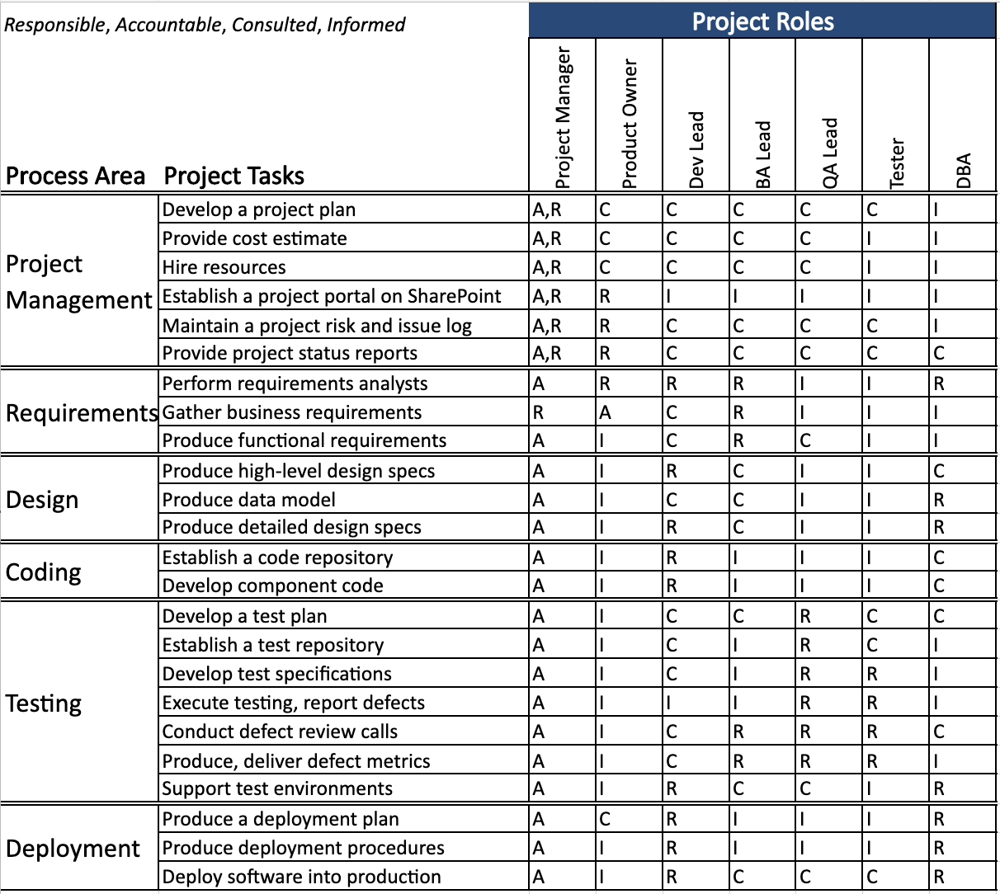 Responsible, Accountable, Consulted, Informed
Project Roles
Process Area Project Tasks Project Manager Product Owner Dev Lead BA Lead QA Lead Tester DBA
Project Management
Develop a project plan A,R C C C C C I
Provide cost estimate A,R C C C C I I
Hire resources A,R C C C C I I
Establish a project portal on SharePoint A,R R I I I I I
Maintain a project risk and issue log A,R R C C C C I
Provide project status reports A,R R C C C C C
Requirements
Perform requirements analysts A R R R I I R
Gather business requirements R A C R I I I
Produce functional requirements A I C R C I I
Design
Produce high-level design specs A I R C I I C
Produce data model A I C C I I R
Produce detailed design specs A I R C I I R
Coding
Establish a code repository A I R I I I C
Develop component code A I R I I I C
Testing
Develop a test plan A I C C R C C
Establish a test repository A I C I R C I
Develop test specifications A I C I R R I
Execute testing, report defects A I I I R R I
Conduct defect review calls A I C R R R C
Produce, deliver defect metrics A I C R R R I
Support test environments A I R C C I R
Deployment
Produce a deployment plan A C R I I I R
Produce deployment procedures A I R I I I R
Deploy software into production A I R C C C R